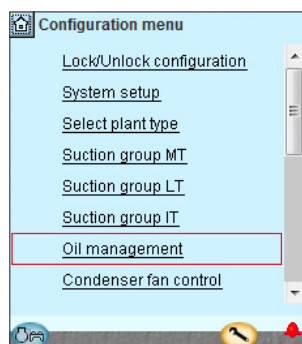 Configuration menu
Lock/Unlock configuration
System setup
Select plant type
Suction group MT
Suction group LT
Suction group IT
Oil management
Condenser fan control